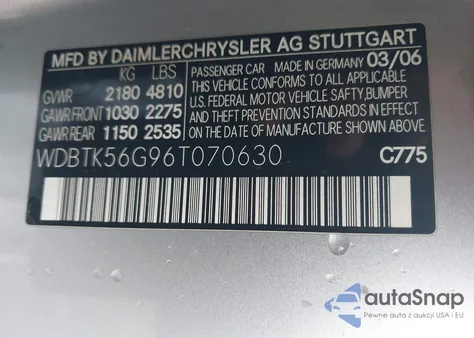 MFD BY DAIMLERCHRYSLER AG STUTTGART
KG LBS
GVWR 2180 4810
GAWR FRONT 1030 2275
GAWR REAR 1150 2535
PASSENGER CAR MADE IN GERMANY 03/06
THIS VEHICLE CONFORMS TO ALL APPLICABLE
U.S. FEDERAL MOTOR VEHICLE SAFTY, BUMPER
AND THEFT PREVENTION STANDARDS IN
EFFECT ON THE DATE OF MANUFACTURE
SHOWN ABOVE.
WDBTK56G96T070630 C775
autaSnap
Pewne auta z aukcji USA i EU